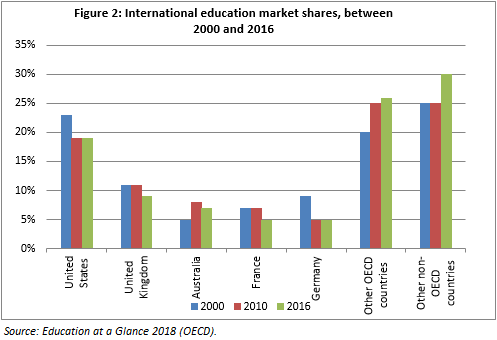 Figure 2: International education market shares, between
2000 and 2016
35%
30%
25%
20%
15%
10%
5%
0%
United
States
United
Kingdom
Australia
France
Germany
Other OECD
countries
Other non-
OECD
countries
2000 2010 2016
Source: Education at a Glance 2018 (OECD).